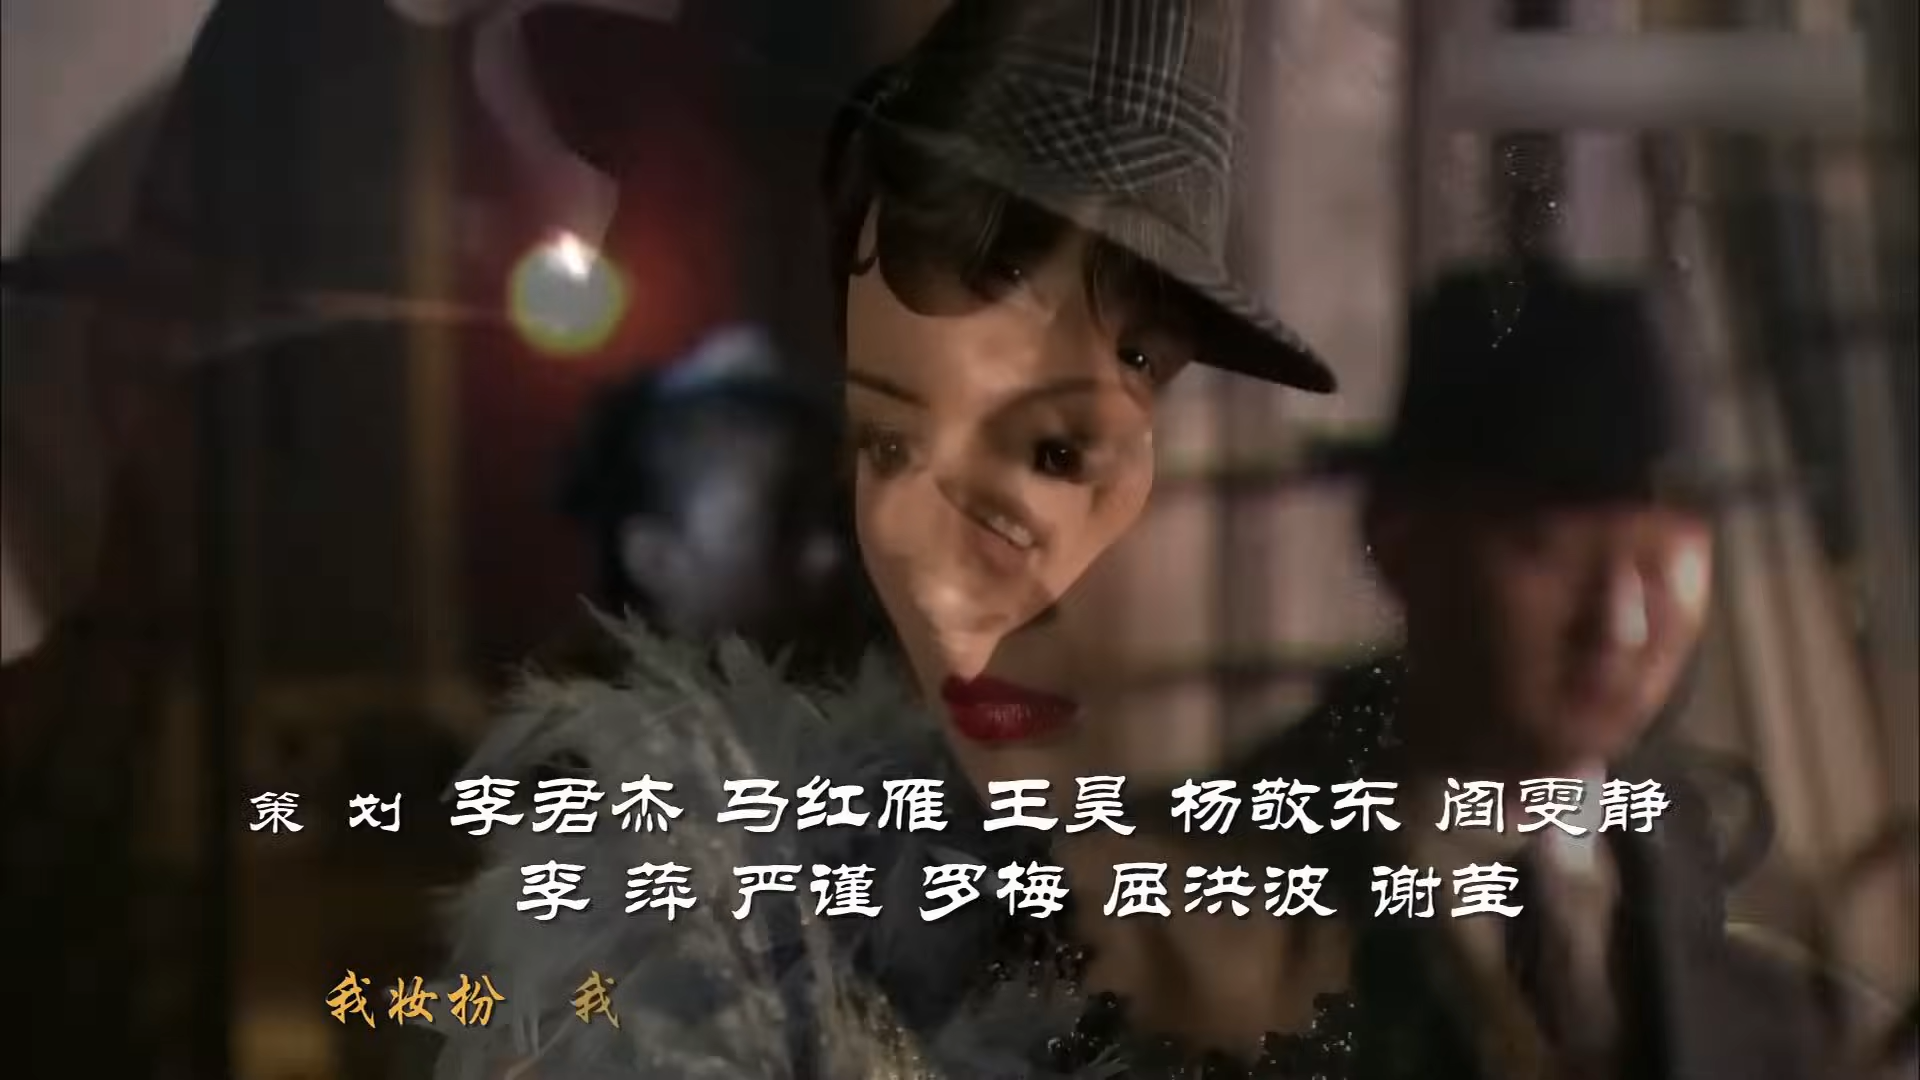 策 划 李君杰 马红雁 王昊 杨敬东 阎雯静
李 萍 严谨 罗梅 屈洪波 谢莹
我妆扮 我